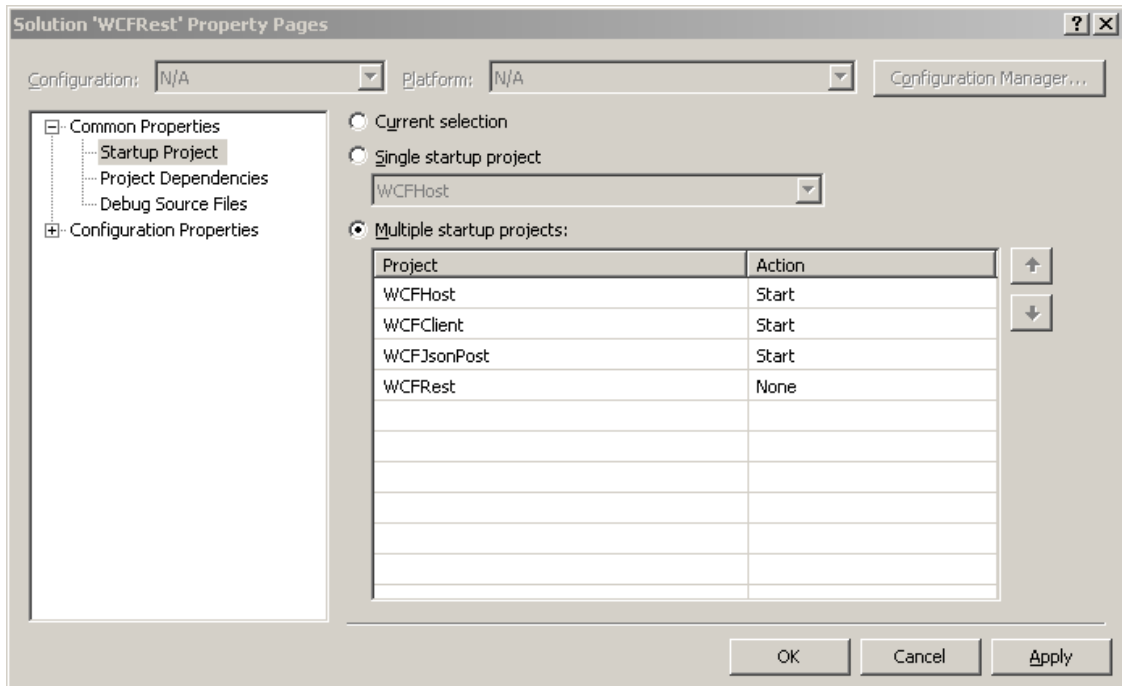 Solution 'WCFRest' Property Pages
Configuration: N/A Platform: N/A Configuration Manager...
Common Properties
Startup Project
Project Dependencies
Debug Source Files
Configuration Properties
Current selection
Single startup project
WCFHost
Multiple startup projects:
Project Action
WCFHost Start
WCFClient Start
WCFJsonPost Start
WCFRest None
OK Cancel Apply